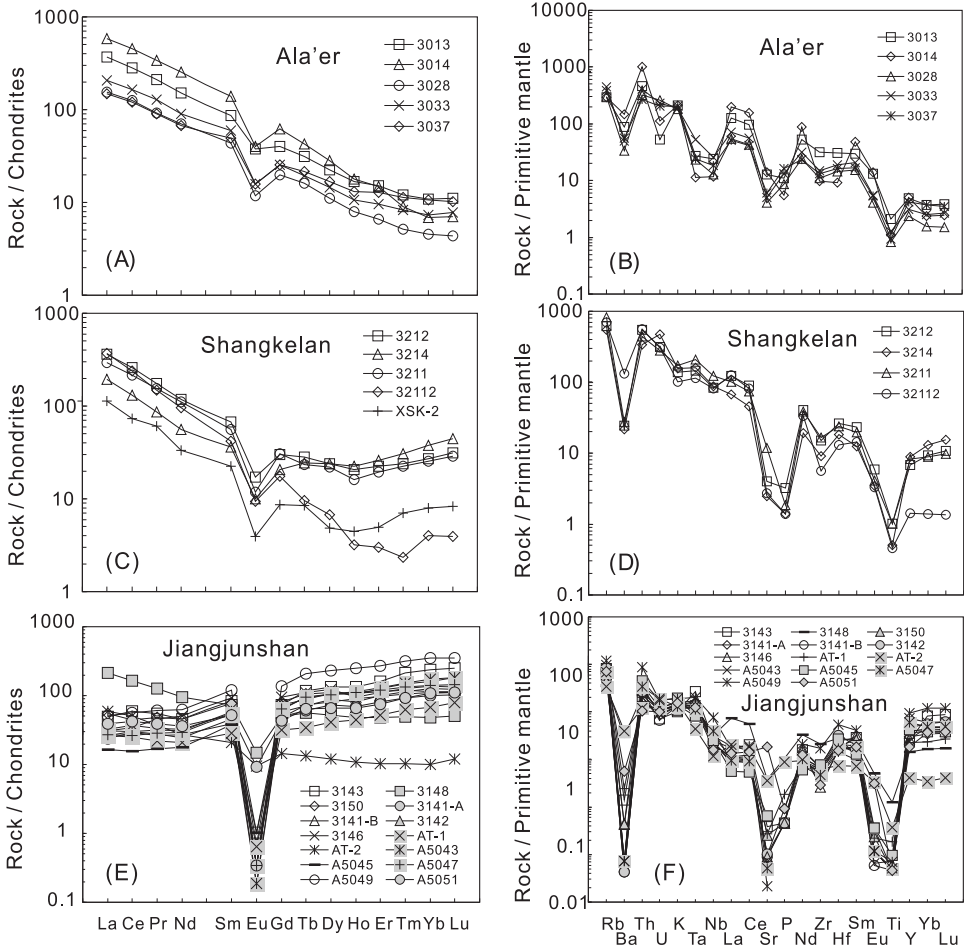 1000
100
10
1
Rock / Chondrites
Ala'er
3013
3014
3028
3033
3037
(A)
10000
1000
100
10
1
0.1
Rock / Primitive mantle
Ala'er
3013
3014
3028
3033
3037
(B)
1000
100
10
1
Rock / Chondrites
Shangkelan
3212
3214
3211
32112
XSK-2
(C)
1000
100
10
1
0.1
Rock / Primitive mantle
Shangkelan
3212
3214
3211
32112
(D)
1000
100
10
1
0.1
Rock / Chondrites
Jiangjunshan
3143 3148
3150 3141-A
3141-B 3142
3146 AT-1
AT-2 A5043
A5045 A5047
A5049 A5051
(E)
La Ce Pr Nd Sm Eu Gd Tb Dy Ho Er Tm Yb Lu
1000
100
10
1
0.1
0.01
Rock / Primitive mantle
3143 3148 3150
3141-A 3141-B 3142
3146 AT-1 AT-2
A5043 A5045 A5047
A5049 A5051
Jiangjunshan
(F)
Rb Th K Nb Ce P Zr Sm Ti Yb
Ba U Ta La Sr Nd Hf Eu Y Lu